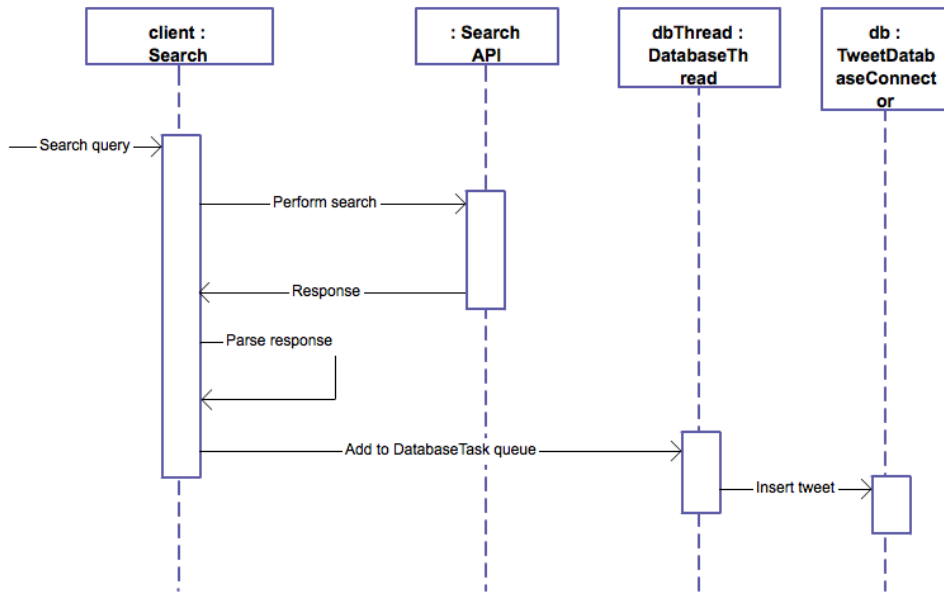 client :
Search
: Search
API
dbThread :
DatabaseTh
read
db :
TweetDatab
aseConnect
or
Search query
Perform search
Response
Parse response
Add to DatabaseTask queue
Insert tweet